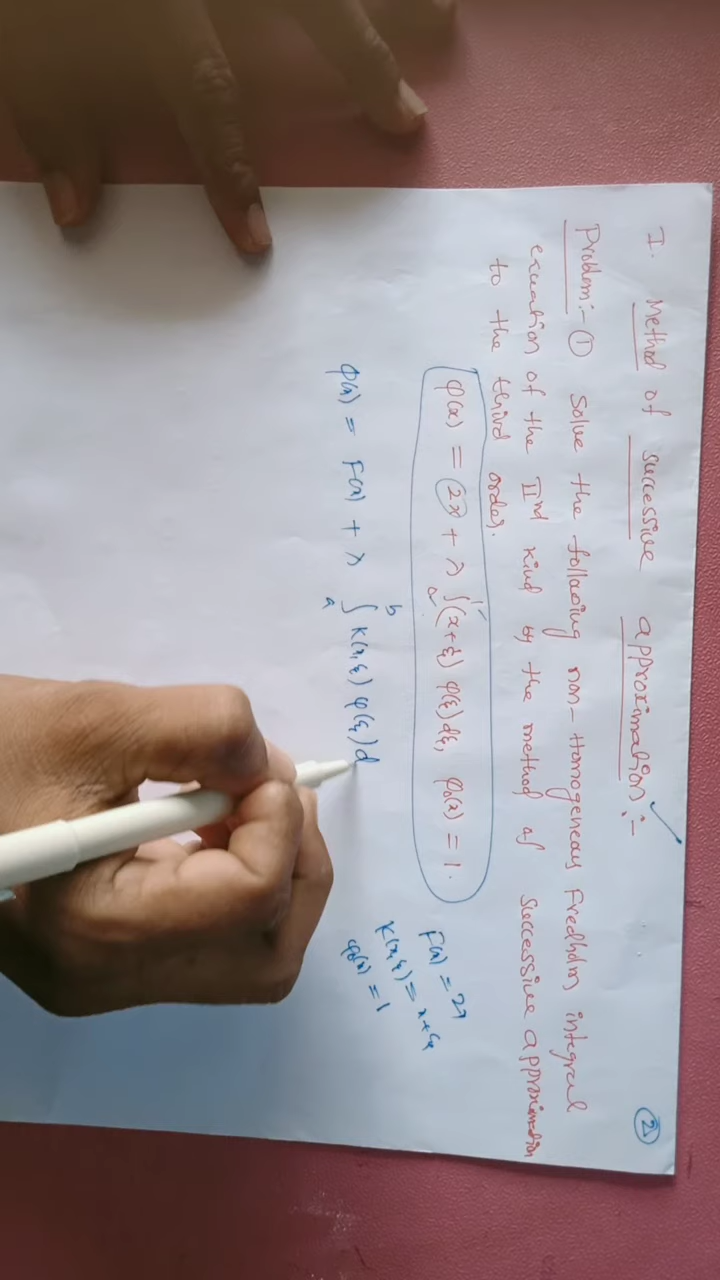 ②
I. Method of successive approximation:-
Problem:- ① Solve the following non-Homogeneous Fredholm integral
equation of the IInd kind by the method of successive approximation
to the third order.
φ(x) = 2x + λ ∫₀¹ (x+ξ) φ(ξ) dξ, φ₀(x) = 1.
F(x) = 2x
K(x,ξ) = x+ξ
φ₀(x) = 1
φ(x) = F(x) + λ ∫ₐᵇ K(x,ξ) φ(ξ) d